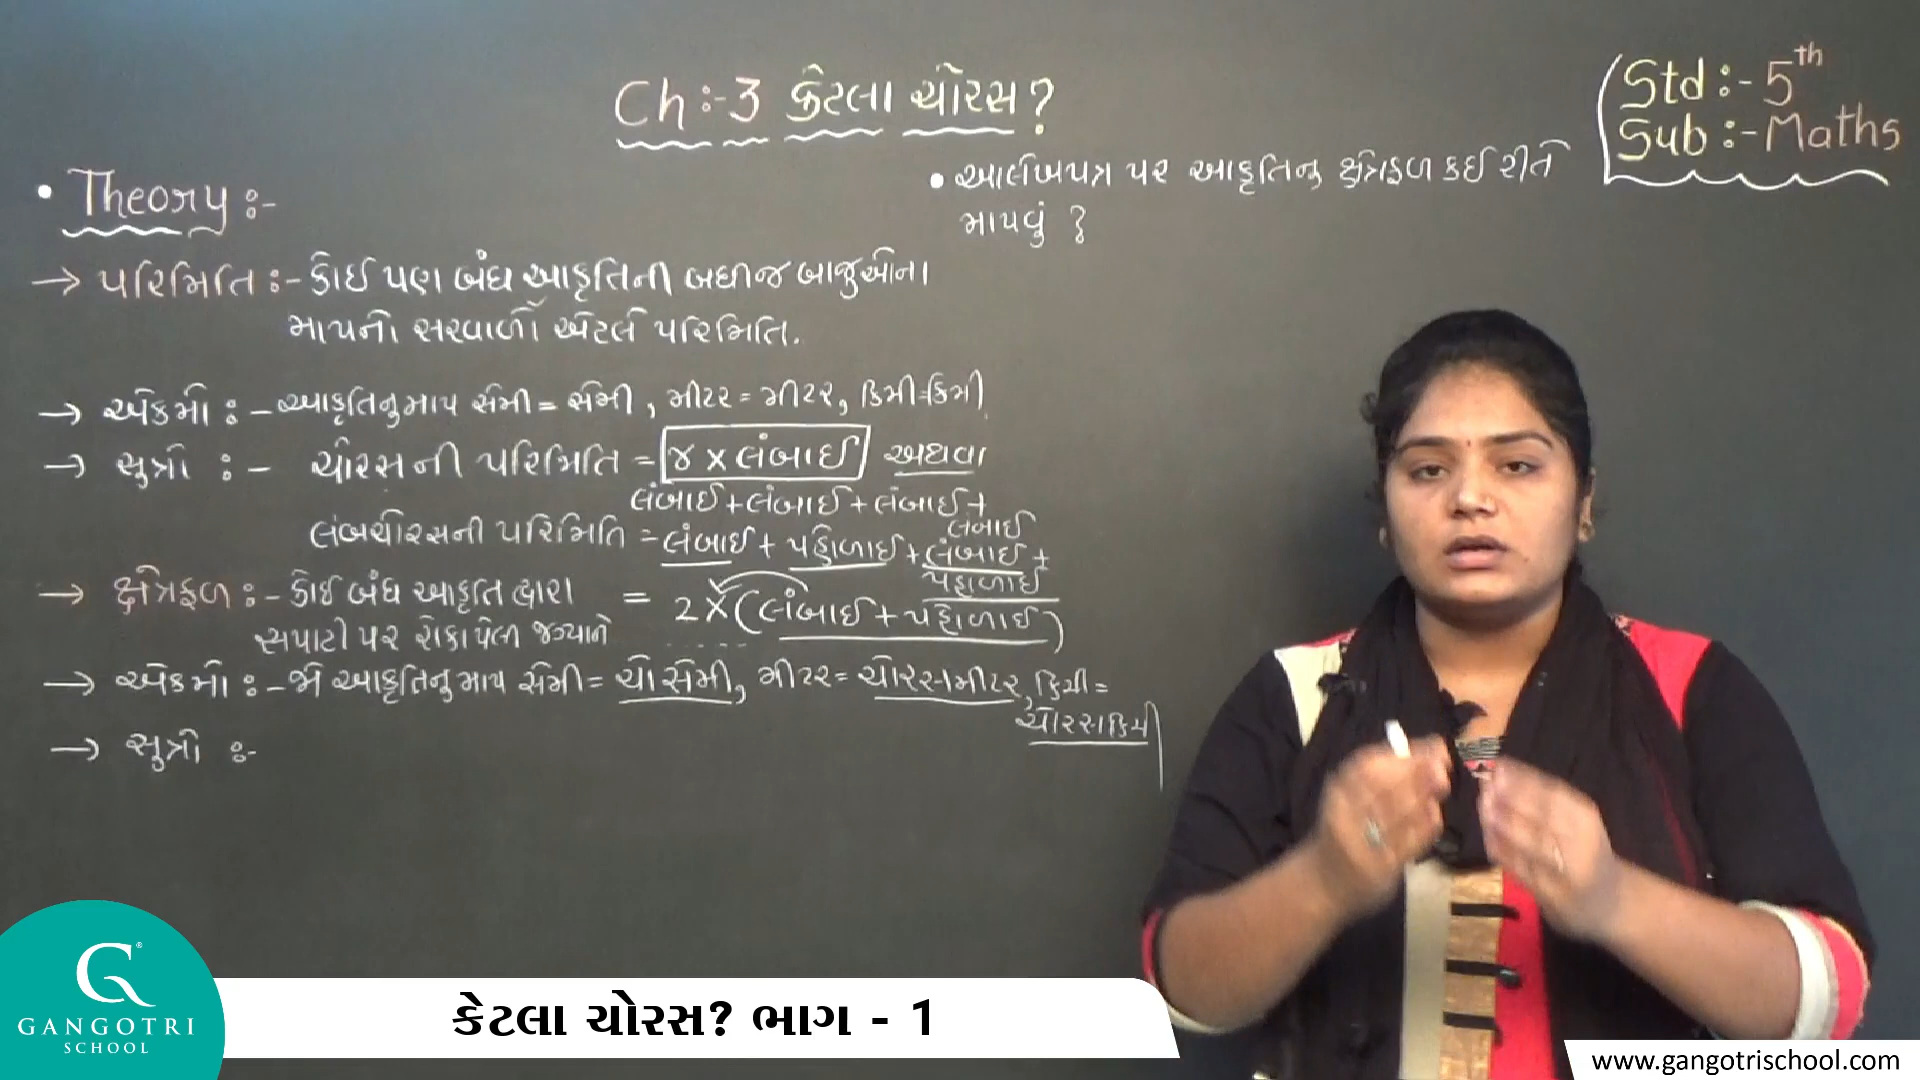 Ch:-3 કેટલા ચોરસ?
Std:- 5th
Sub:-Maths
• Theory:-
• આલેખપત્ર પર આકૃતિનુ ક્ષેત્રફળ કઈ રીતે
માપવું ?
→ પરિમિતિ:- કોઈ પણ બંધ આકૃતિની બધીજ બાજુઓના
માપનો સરવાળો એટલે પરિમિતિ.
→ એકમો:- આકૃતિનુ માપ સેમી = સેમી, મીટર = મીટર, કિમી=કિમી
→ સુત્રો :- ચોરસની પરિમિતિ = ૪ x લંબાઈ અથવા
લંબાઈ+લંબાઈ+લંબાઈ+
લંબાઈ
લંબચોરસની પરિમિતિ = લંબાઈ+ પહોળાઈ+લંબાઈ +
પહોળાઈ
→ ક્ષેત્રફળ:- કોઈ બંધ આકૃતિ દ્વારા
= 2 X (લંબાઈ + પહોળાઈ)
સપાટી પર રોકાયેલ જગ્યાને
→ એકમો:- જો આકૃતિનુ માપ સેમી = ચોસેમી, મીટર= ચોરસમીટર, કિમી =
ચોરસકિમી
→ સુત્રો :-
G®
GANGOTRI
SCHOOL
કેટલા ચોરસ? ભાગ - 1
www.gangotrischool.com